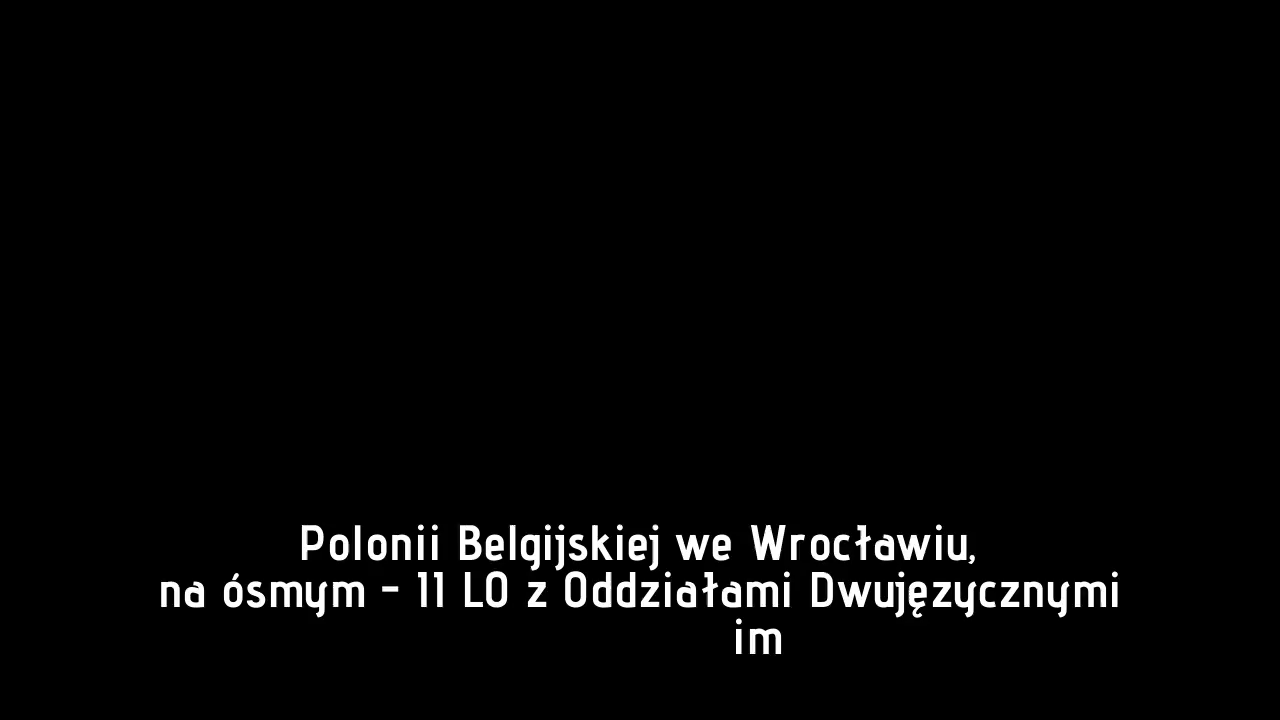 Polonii Belgijskiej we Wrocławiu,
na ósmym - 11 LO z Oddziałami Dwujęzycznymi
im